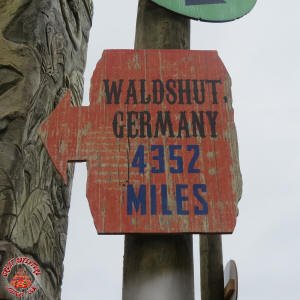 WALDSHUT,
GERMANY
4352
MILES